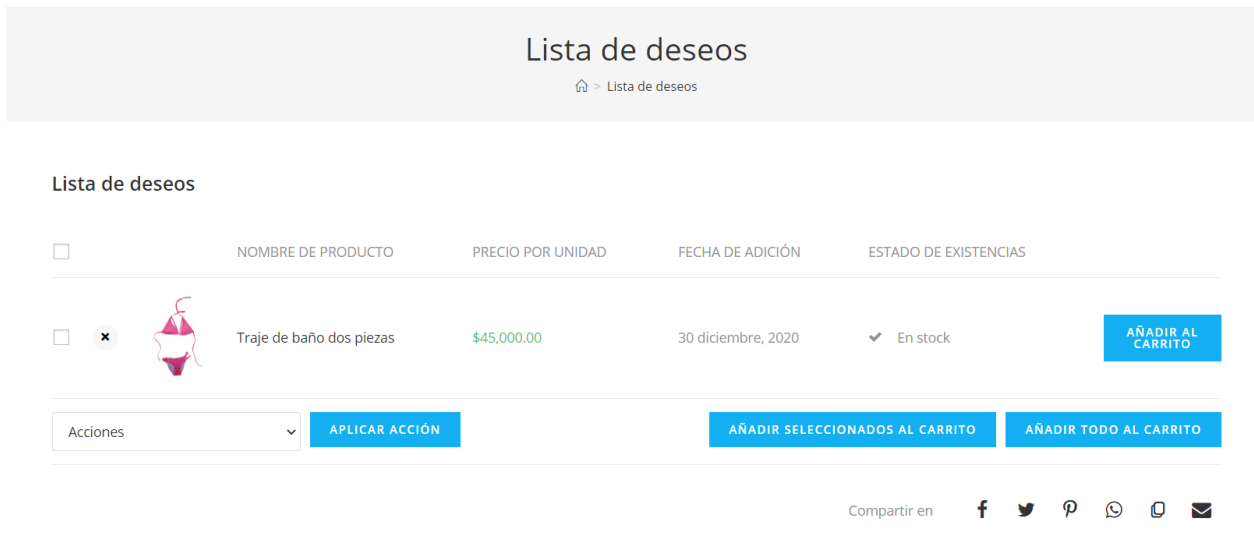 Lista de deseos
> Lista de deseos
Lista de deseos
NOMBRE DE PRODUCTO PRECIO POR UNIDAD FECHA DE ADICIÓN ESTADO DE EXISTENCIAS
Traje de baño dos piezas $45,000.00 30 diciembre, 2020 En stock AÑADIR AL
CARRITO
Acciones APLICAR ACCIÓN AÑADIR SELECCIONADOS AL CARRITO AÑADIR TODO AL CARRITO
Compartir en